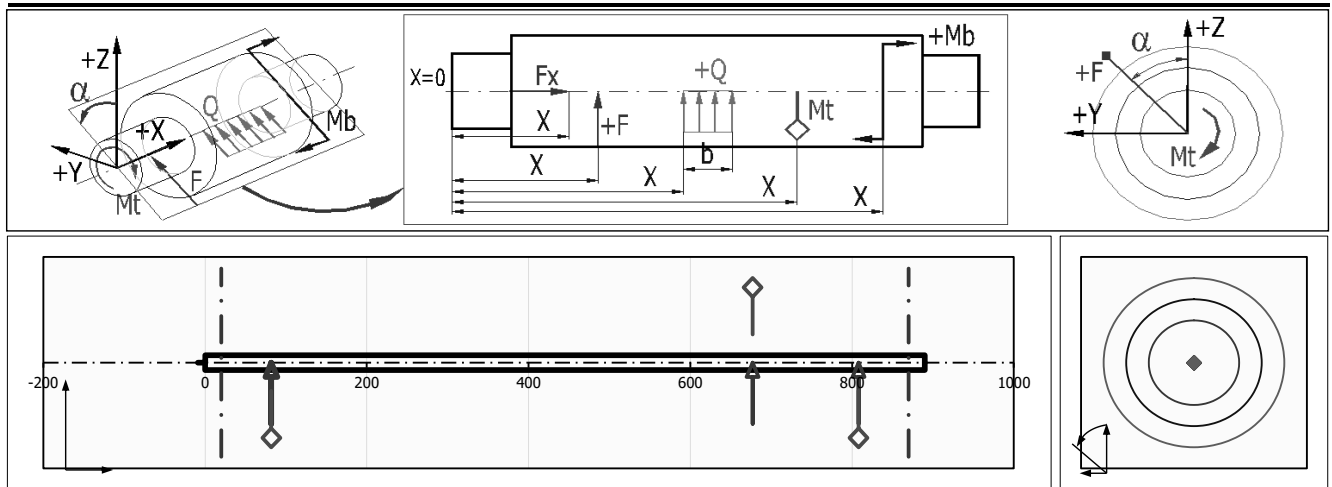 +Z
α
Q
+X
+Y
Mb
F
Mt
X=0
Fx
+Q
+Mb
X
+F
Mt
b
X
X
X
X
+Z
α
+F
+Y
Mt
-200 0 200 400 600 800 1000